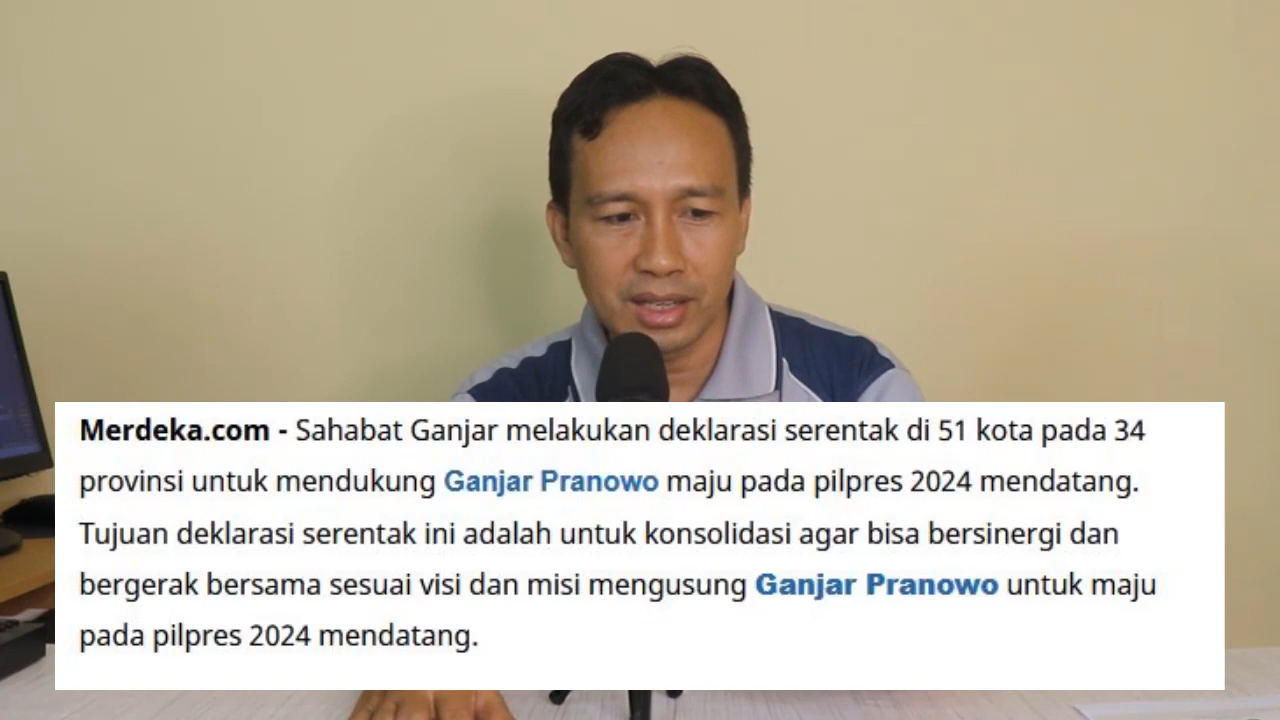 Merdeka.com - Sahabat Ganjar melakukan deklarasi serentak di 51 kota pada 34
provinsi untuk mendukung Ganjar Pranowo maju pada pilpres 2024 mendatang.
Tujuan deklarasi serentak ini adalah untuk konsolidasi agar bisa bersinergi dan
bergerak bersama sesuai visi dan misi mengusung Ganjar Pranowo untuk maju
pada pilpres 2024 mendatang.